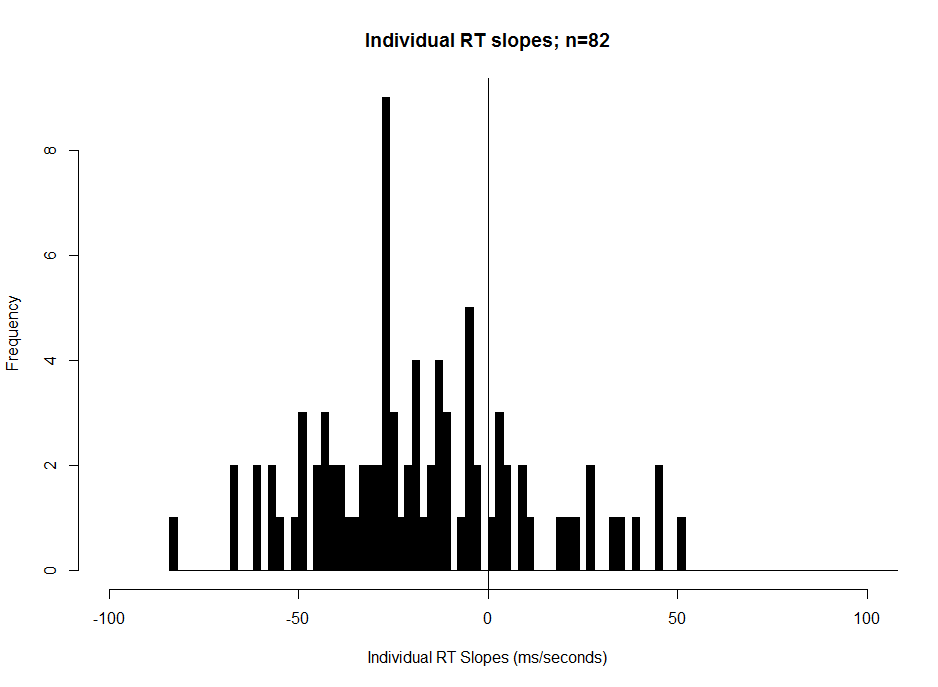 Individual RT slopes; n=82
Frequency
8
6
4
2
0
-100 -50 0 50 100
Individual RT Slopes (ms/seconds)